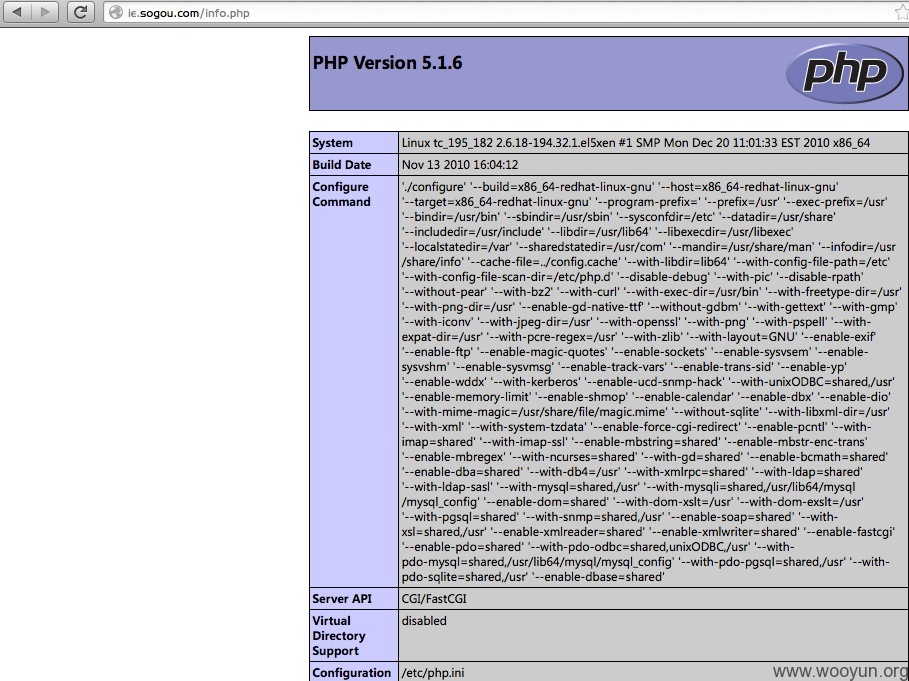 ie.sogou.com/info.php
PHP Version 5.1.6
php
System
Linux tc_195_182 2.6.18-194.32.1.el5xen #1 SMP Mon Dec 20 11:01:33 EST 2010 x86_64
Build Date
Nov 13 2010 16:04:12
Configure
Command
'./configure' '--build=x86_64-redhat-linux-gnu' '--host=x86_64-redhat-linux-gnu'
'--target=x86_64-redhat-linux-gnu' '--program-prefix=' '--prefix=/usr' '--exec-prefix=/usr'
'--bindir=/usr/bin' '--sbindir=/usr/sbin' '--sysconfdir=/etc' '--datadir=/usr/share'
'--includedir=/usr/include' '--libdir=/usr/lib64' '--libexecdir=/usr/libexec'
'--localstatedir=/var' '--sharedstatedir=/usr/com' '--mandir=/usr/share/man' '--infodir=/usr
/share/info' '--cache-file=../config.cache' '--with-libdir=lib64' '--with-config-file-path=/etc'
'--with-config-file-scan-dir=/etc/php.d' '--disable-debug' '--with-pic' '--disable-rpath'
'--without-pear' '--with-bz2' '--with-curl' '--with-exec-dir=/usr/bin' '--with-freetype-dir=/usr'
'--with-png-dir=/usr' '--enable-gd-native-ttf' '--without-gdbm' '--with-gettext' '--with-gmp'
'--with-iconv' '--with-jpeg-dir=/usr' '--with-openssl' '--with-png' '--with-pspell' '--with-
expat-dir=/usr' '--with-pcre-regex=/usr' '--with-zlib' '--with-layout=GNU' '--enable-exif'
'--enable-ftp' '--enable-magic-quotes' '--enable-sockets' '--enable-sysvsem' '--enable-
sysvshm' '--enable-sysvmsg' '--enable-track-vars' '--enable-trans-sid' '--enable-yp'
'--enable-wddx' '--with-kerberos' '--enable-ucd-snmp-hack' '--with-unixODBC=shared,/usr'
'--enable-memory-limit' '--enable-shmop' '--enable-calendar' '--enable-dbx' '--enable-dio'
'--with-mime-magic=/usr/share/file/magic.mime' '--without-sqlite' '--with-libxml-dir=/usr'
'--with-xml' '--with-system-tzdata' '--enable-force-cgi-redirect' '--enable-pcntl' '--with-
imap=shared' '--with-imap-ssl' '--enable-mbstring=shared' '--enable-mbstr-enc-trans'
'--enable-mbregex' '--with-ncurses=shared' '--with-gd=shared' '--enable-bcmath=shared'
'--enable-dba=shared' '--with-db4=/usr' '--with-xmlrpc=shared' '--with-ldap=shared'
'--with-ldap-sasl' '--with-mysql=shared,/usr' '--with-mysqli=shared,/usr/lib64/mysql
/mysql_config' '--enable-dom=shared' '--with-dom-xslt=/usr' '--with-dom-exslt=/usr'
'--with-pgsql=shared' '--with-snmp=shared,/usr' '--enable-soap=shared' '--with-
xsl=shared,/usr' '--enable-xmlreader=shared' '--enable-xmlwriter=shared' '--enable-fastcgi'
'--enable-pdo=shared' '--with-pdo-odbc=shared,unixODBC,/usr' '--with-
pdo-mysql=shared,/usr/lib64/mysql/mysql_config' '--with-pdo-pgsql=shared,/usr' '--with-
pdo-sqlite=shared,/usr' '--enable-dbase=shared'
Server API
CGI/FastCGI
Virtual
Directory
Support
disabled
Configuration
/etc/php.ini
www.wooyun.org